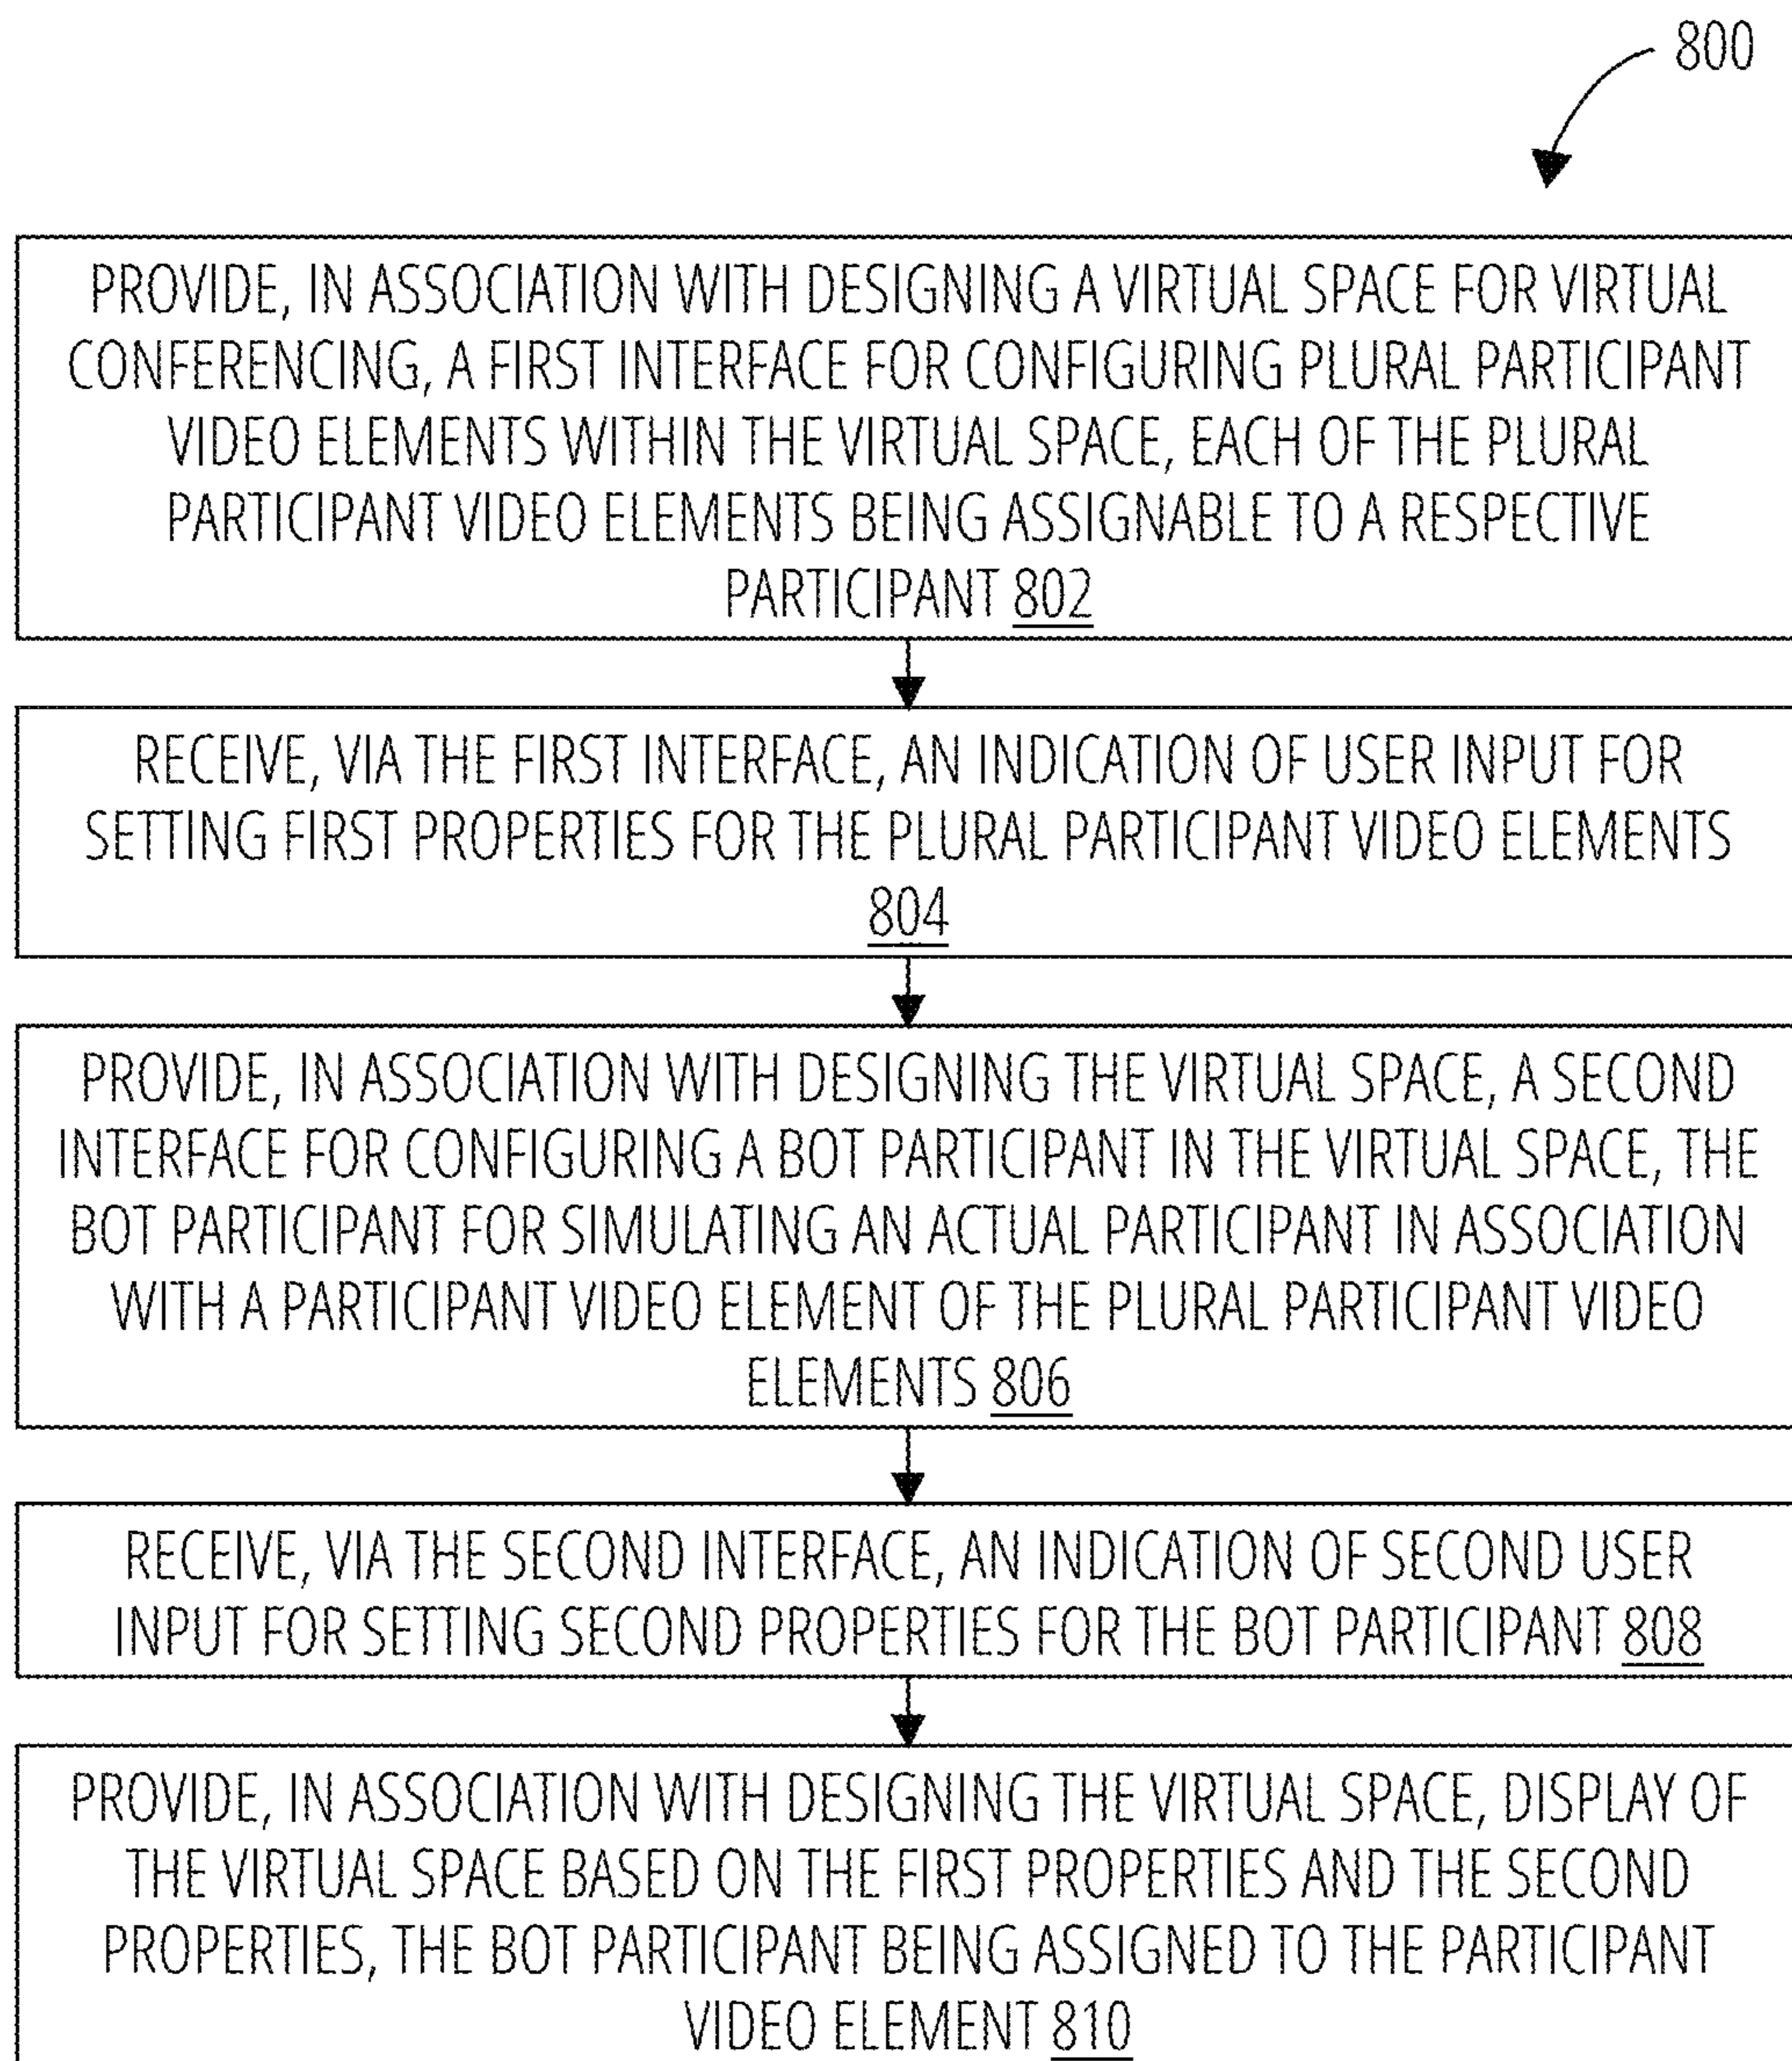 800
PROVIDE, IN ASSOCIATION WITH DESIGNING A VIRTUAL SPACE FOR VIRTUAL
CONFERENCING, A FIRST INTERFACE FOR CONFIGURING PLURAL PARTICIPANT
VIDEO ELEMENTS WITHIN THE VIRTUAL SPACE, EACH OF THE PLURAL
PARTICIPANT VIDEO ELEMENTS BEING ASSIGNABLE TO A RESPECTIVE
PARTICIPANT 802
RECEIVE, VIA THE FIRST INTERFACE, AN INDICATION OF USER INPUT FOR
SETTING FIRST PROPERTIES FOR THE PLURAL PARTICIPANT VIDEO ELEMENTS
804
PROVIDE, IN ASSOCIATION WITH DESIGNING THE VIRTUAL SPACE, A SECOND
INTERFACE FOR CONFIGURING A BOT PARTICIPANT IN THE VIRTUAL SPACE, THE
BOT PARTICIPANT FOR SIMULATING AN ACTUAL PARTICIPANT IN ASSOCIATION
WITH A PARTICIPANT VIDEO ELEMENT OF THE PLURAL PARTICIPANT VIDEO
ELEMENTS 806
RECEIVE, VIA THE SECOND INTERFACE, AN INDICATION OF SECOND USER
INPUT FOR SETTING SECOND PROPERTIES FOR THE BOT PARTICIPANT 808
PROVIDE, IN ASSOCIATION WITH DESIGNING THE VIRTUAL SPACE, DISPLAY OF
THE VIRTUAL SPACE BASED ON THE FIRST PROPERTIES AND THE SECOND
PROPERTIES, THE BOT PARTICIPANT BEING ASSIGNED TO THE PARTICIPANT
VIDEO ELEMENT 810